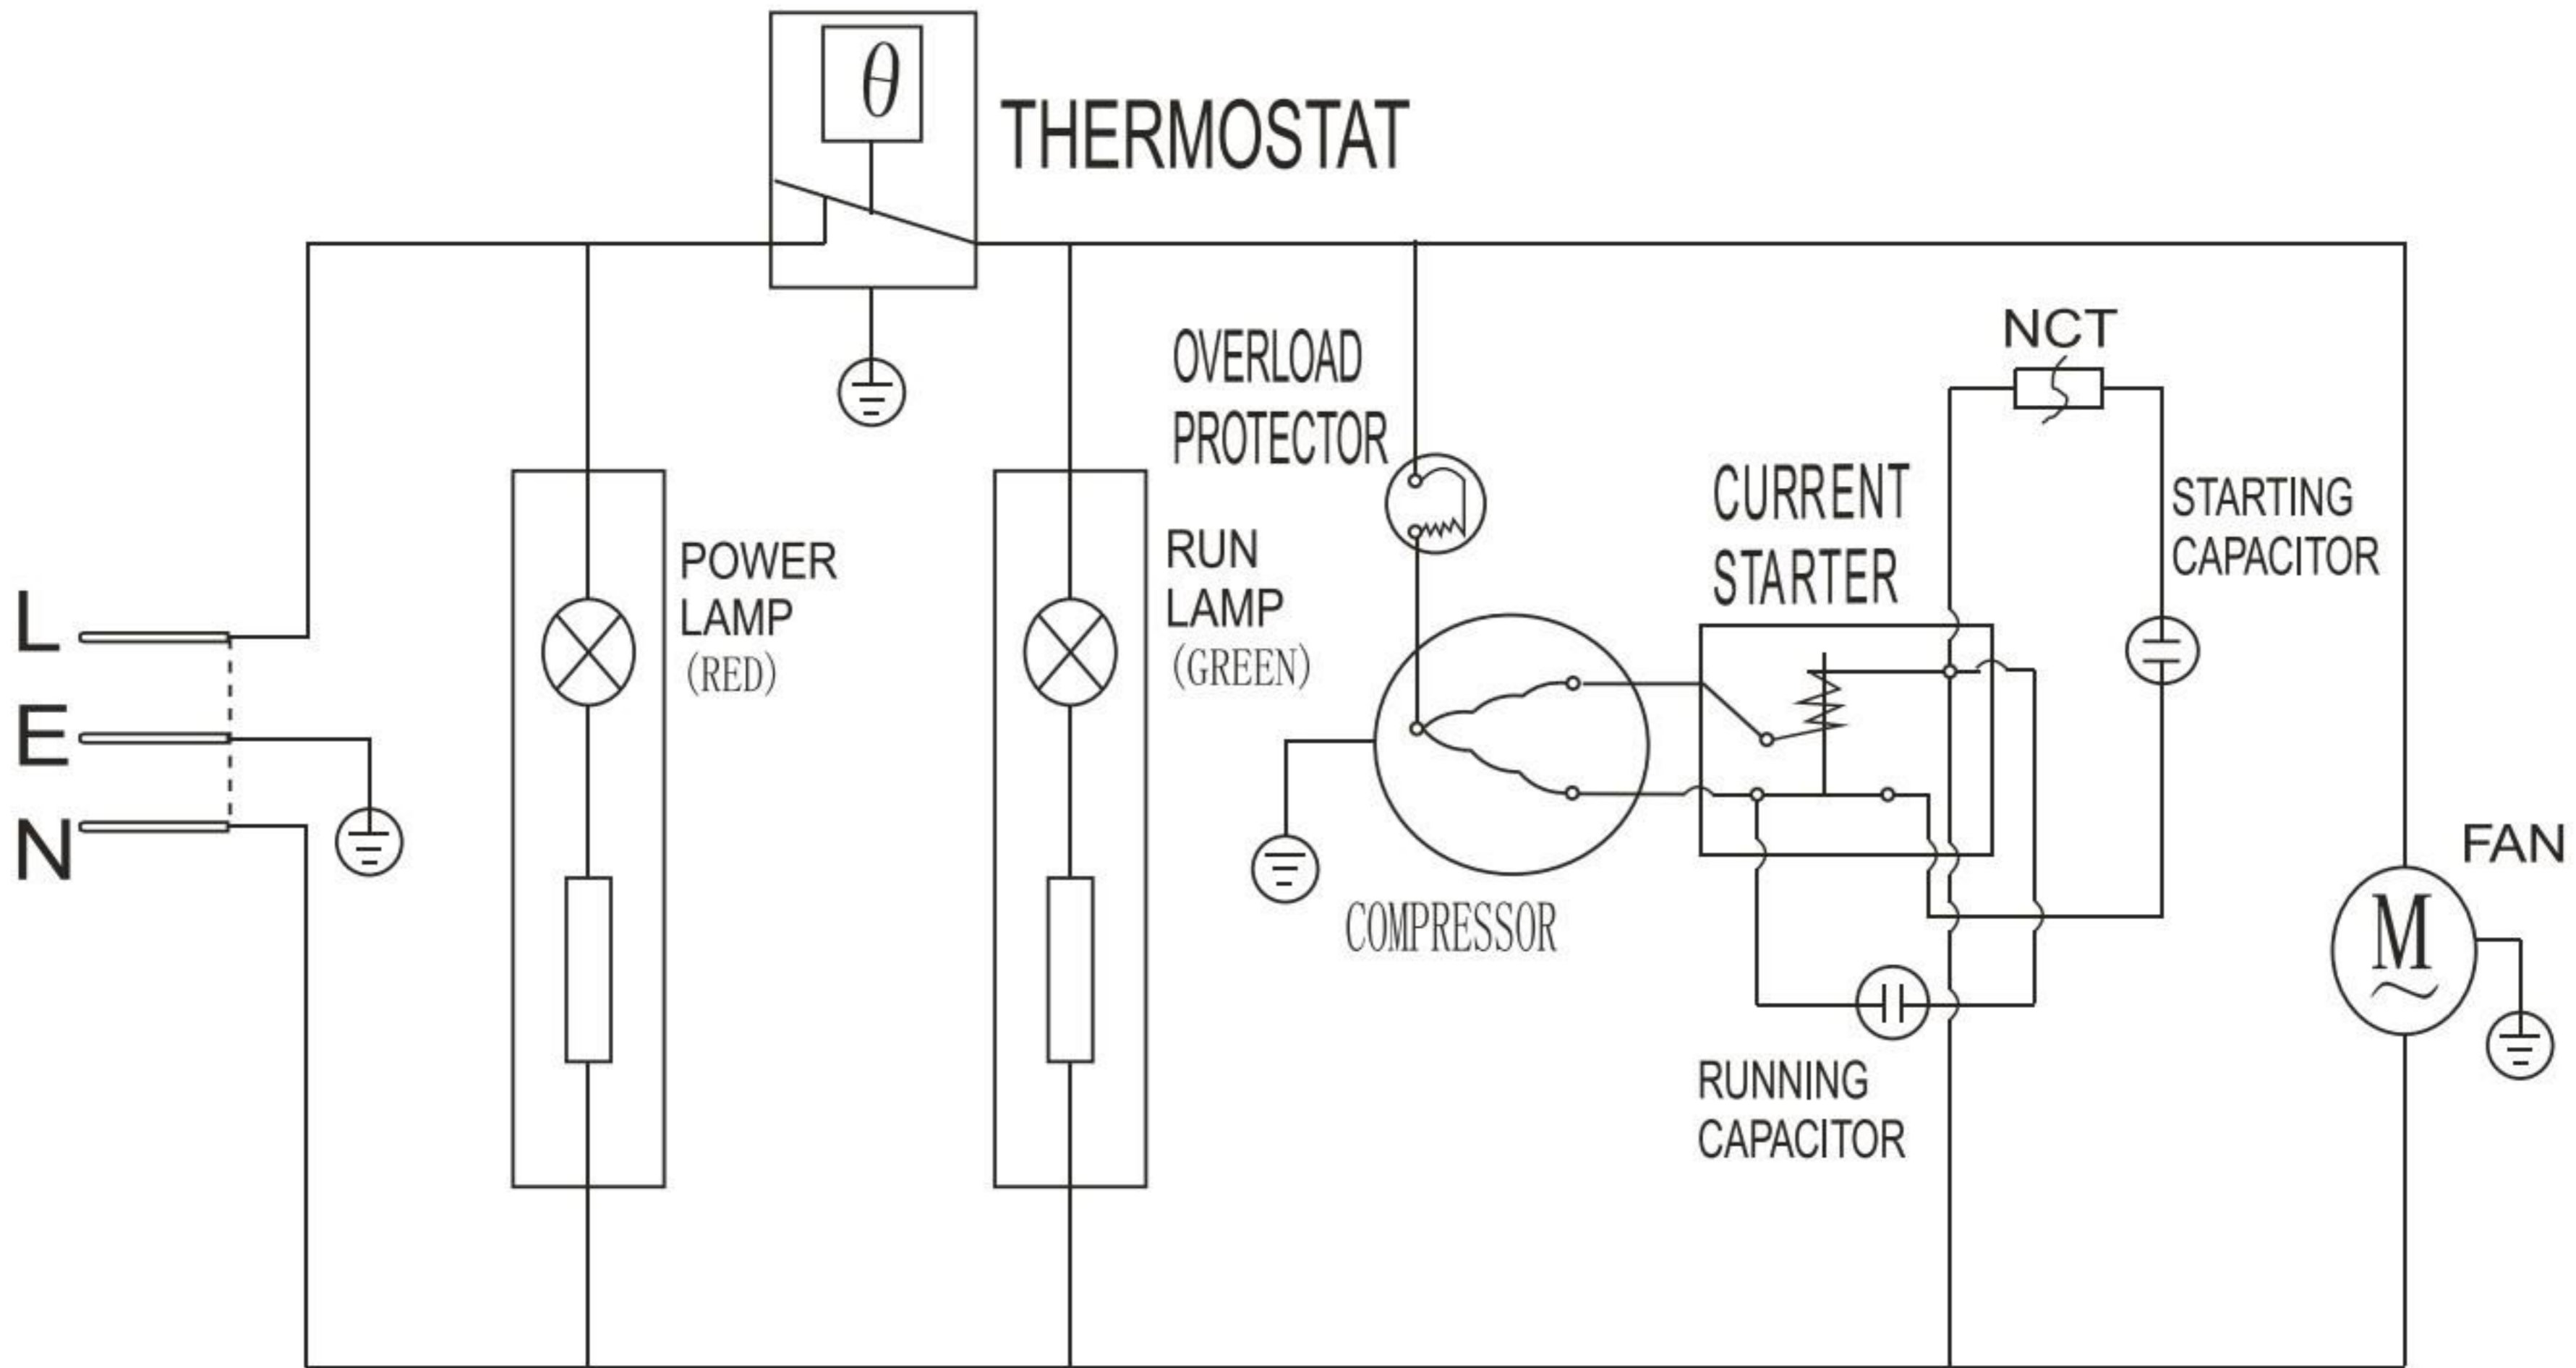 θ
THERMOSTAT
OVERLOAD
PROTECTOR
NCT
CURRENT
STARTER
STARTING
CAPACITOR
POWER
LAMP
(RED)
RUN
LAMP
(GREEN)
L
E
N
COMPRESSOR
FAN
M
~
RUNNING
CAPACITOR